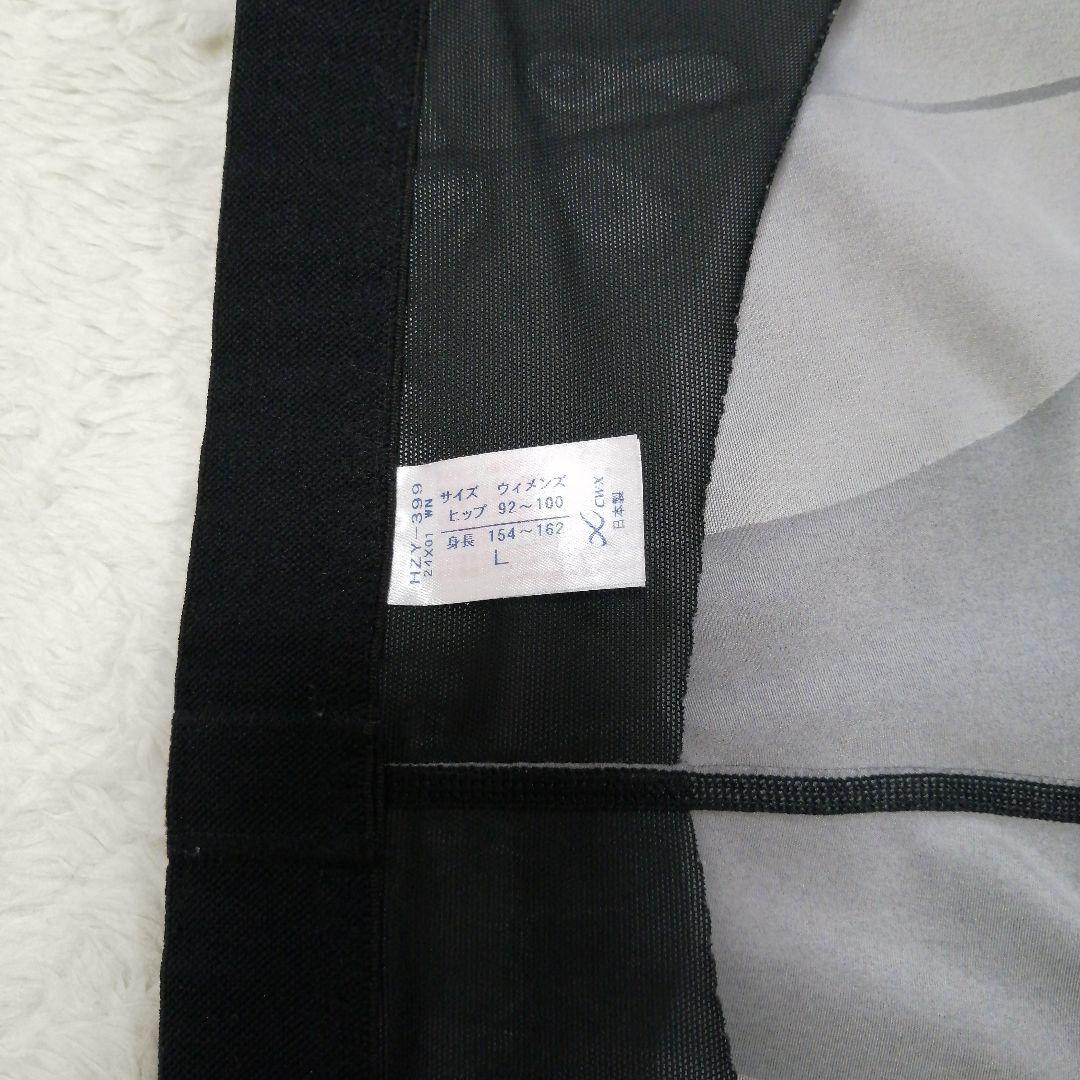 サイズ ウィメンズ
ヒップ 92～100
身長 154～162
L
HZY-399
24X01 WN
CW-X
日本製